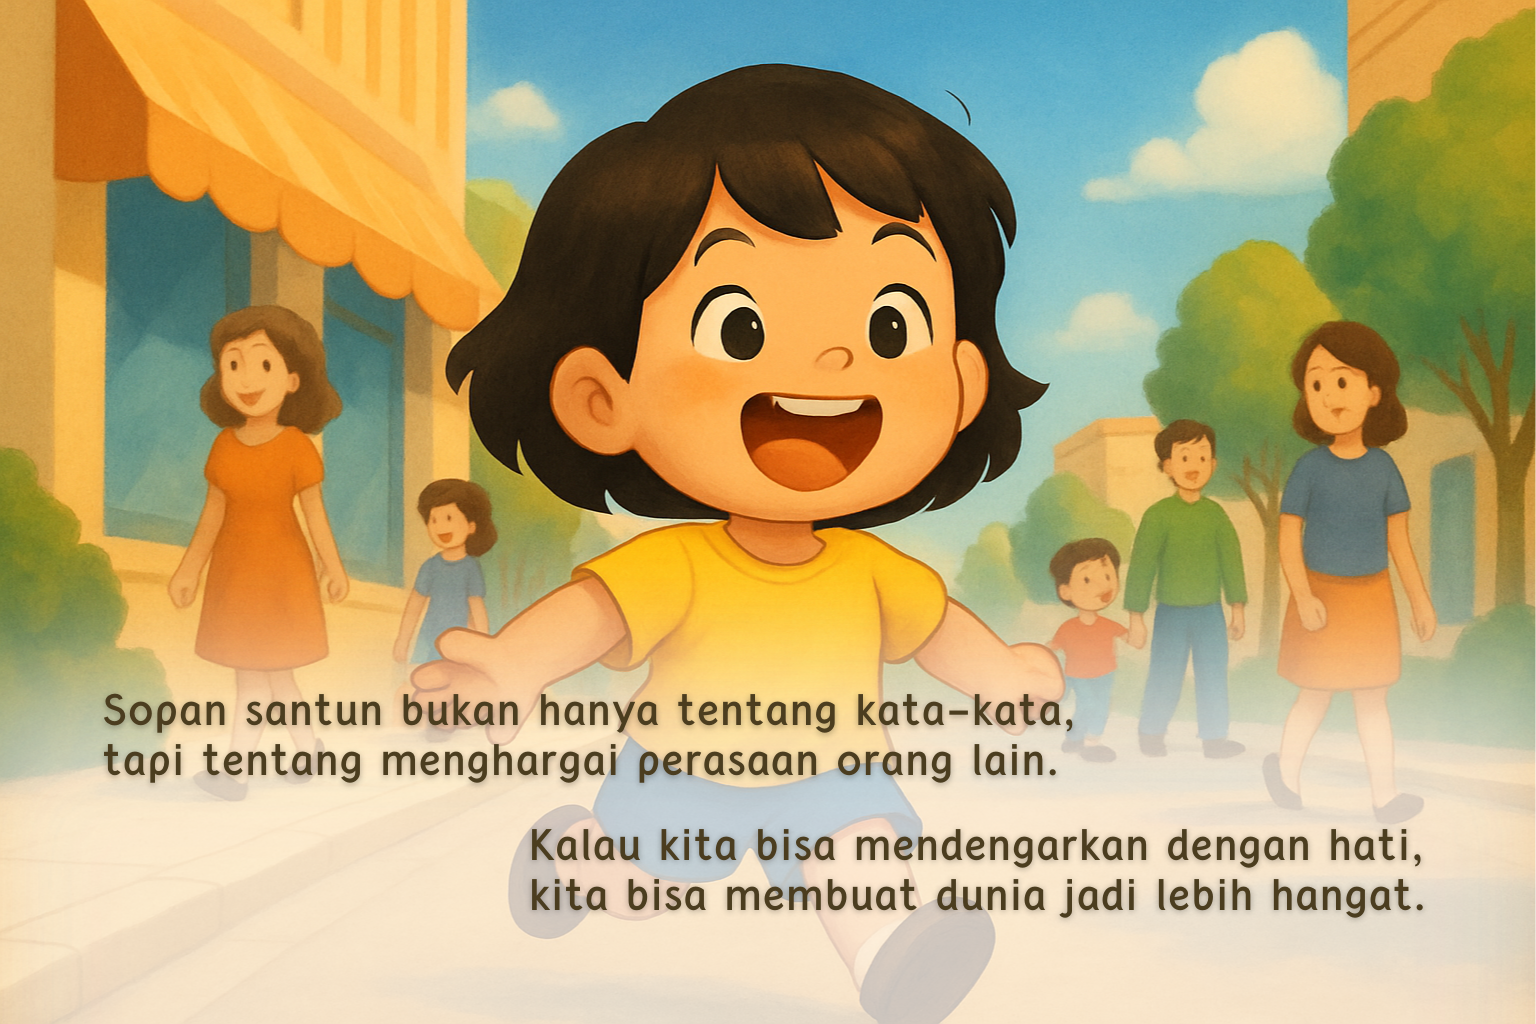 Sopan santun bukan hanya tentang kata-kata,
tapi tentang menghargai perasaan orang lain.
Kalau kita bisa mendengarkan dengan hati,
kita bisa membuat dunia jadi lebih hangat.